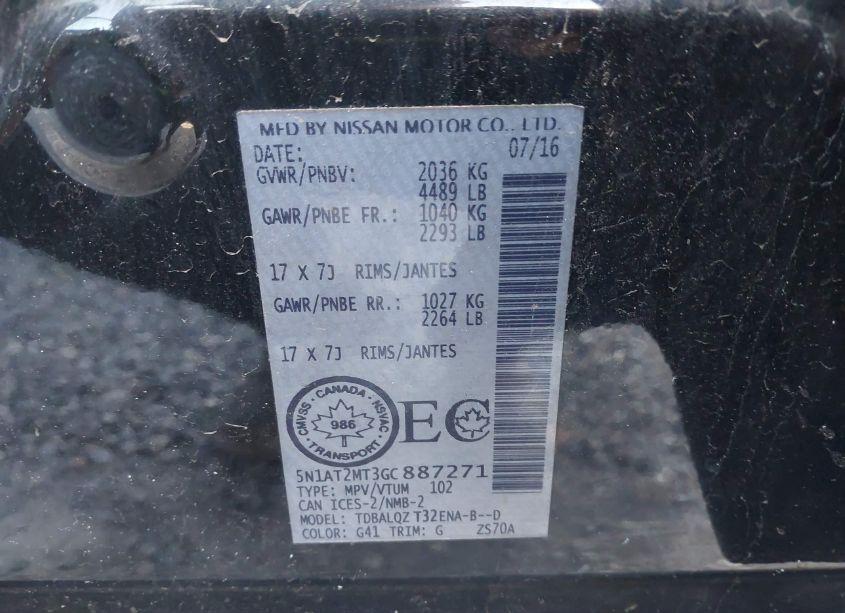 MFD BY NISSAN MOTOR CO., LTD.
DATE: 07/16
GVWR/PNBV: 2036 KG
4489 LB
GAWR/PNBE FR.: 1040 KG
2293 LB
17 X 7J RIMS/JANTES
GAWR/PNBE RR.: 1027 KG
2264 LB
17 X 7J RIMS/JANTES
CMVSS · CANADA · NSVAC
986
TRANSPORT
EC
5N1AT2MT3GC887271
TYPE: MPV/VTUM 102
CAN ICES-2/NMB-2
MODEL: TDBALQZ T32ENA-B--D
COLOR: G41 TRIM: G ZS70A